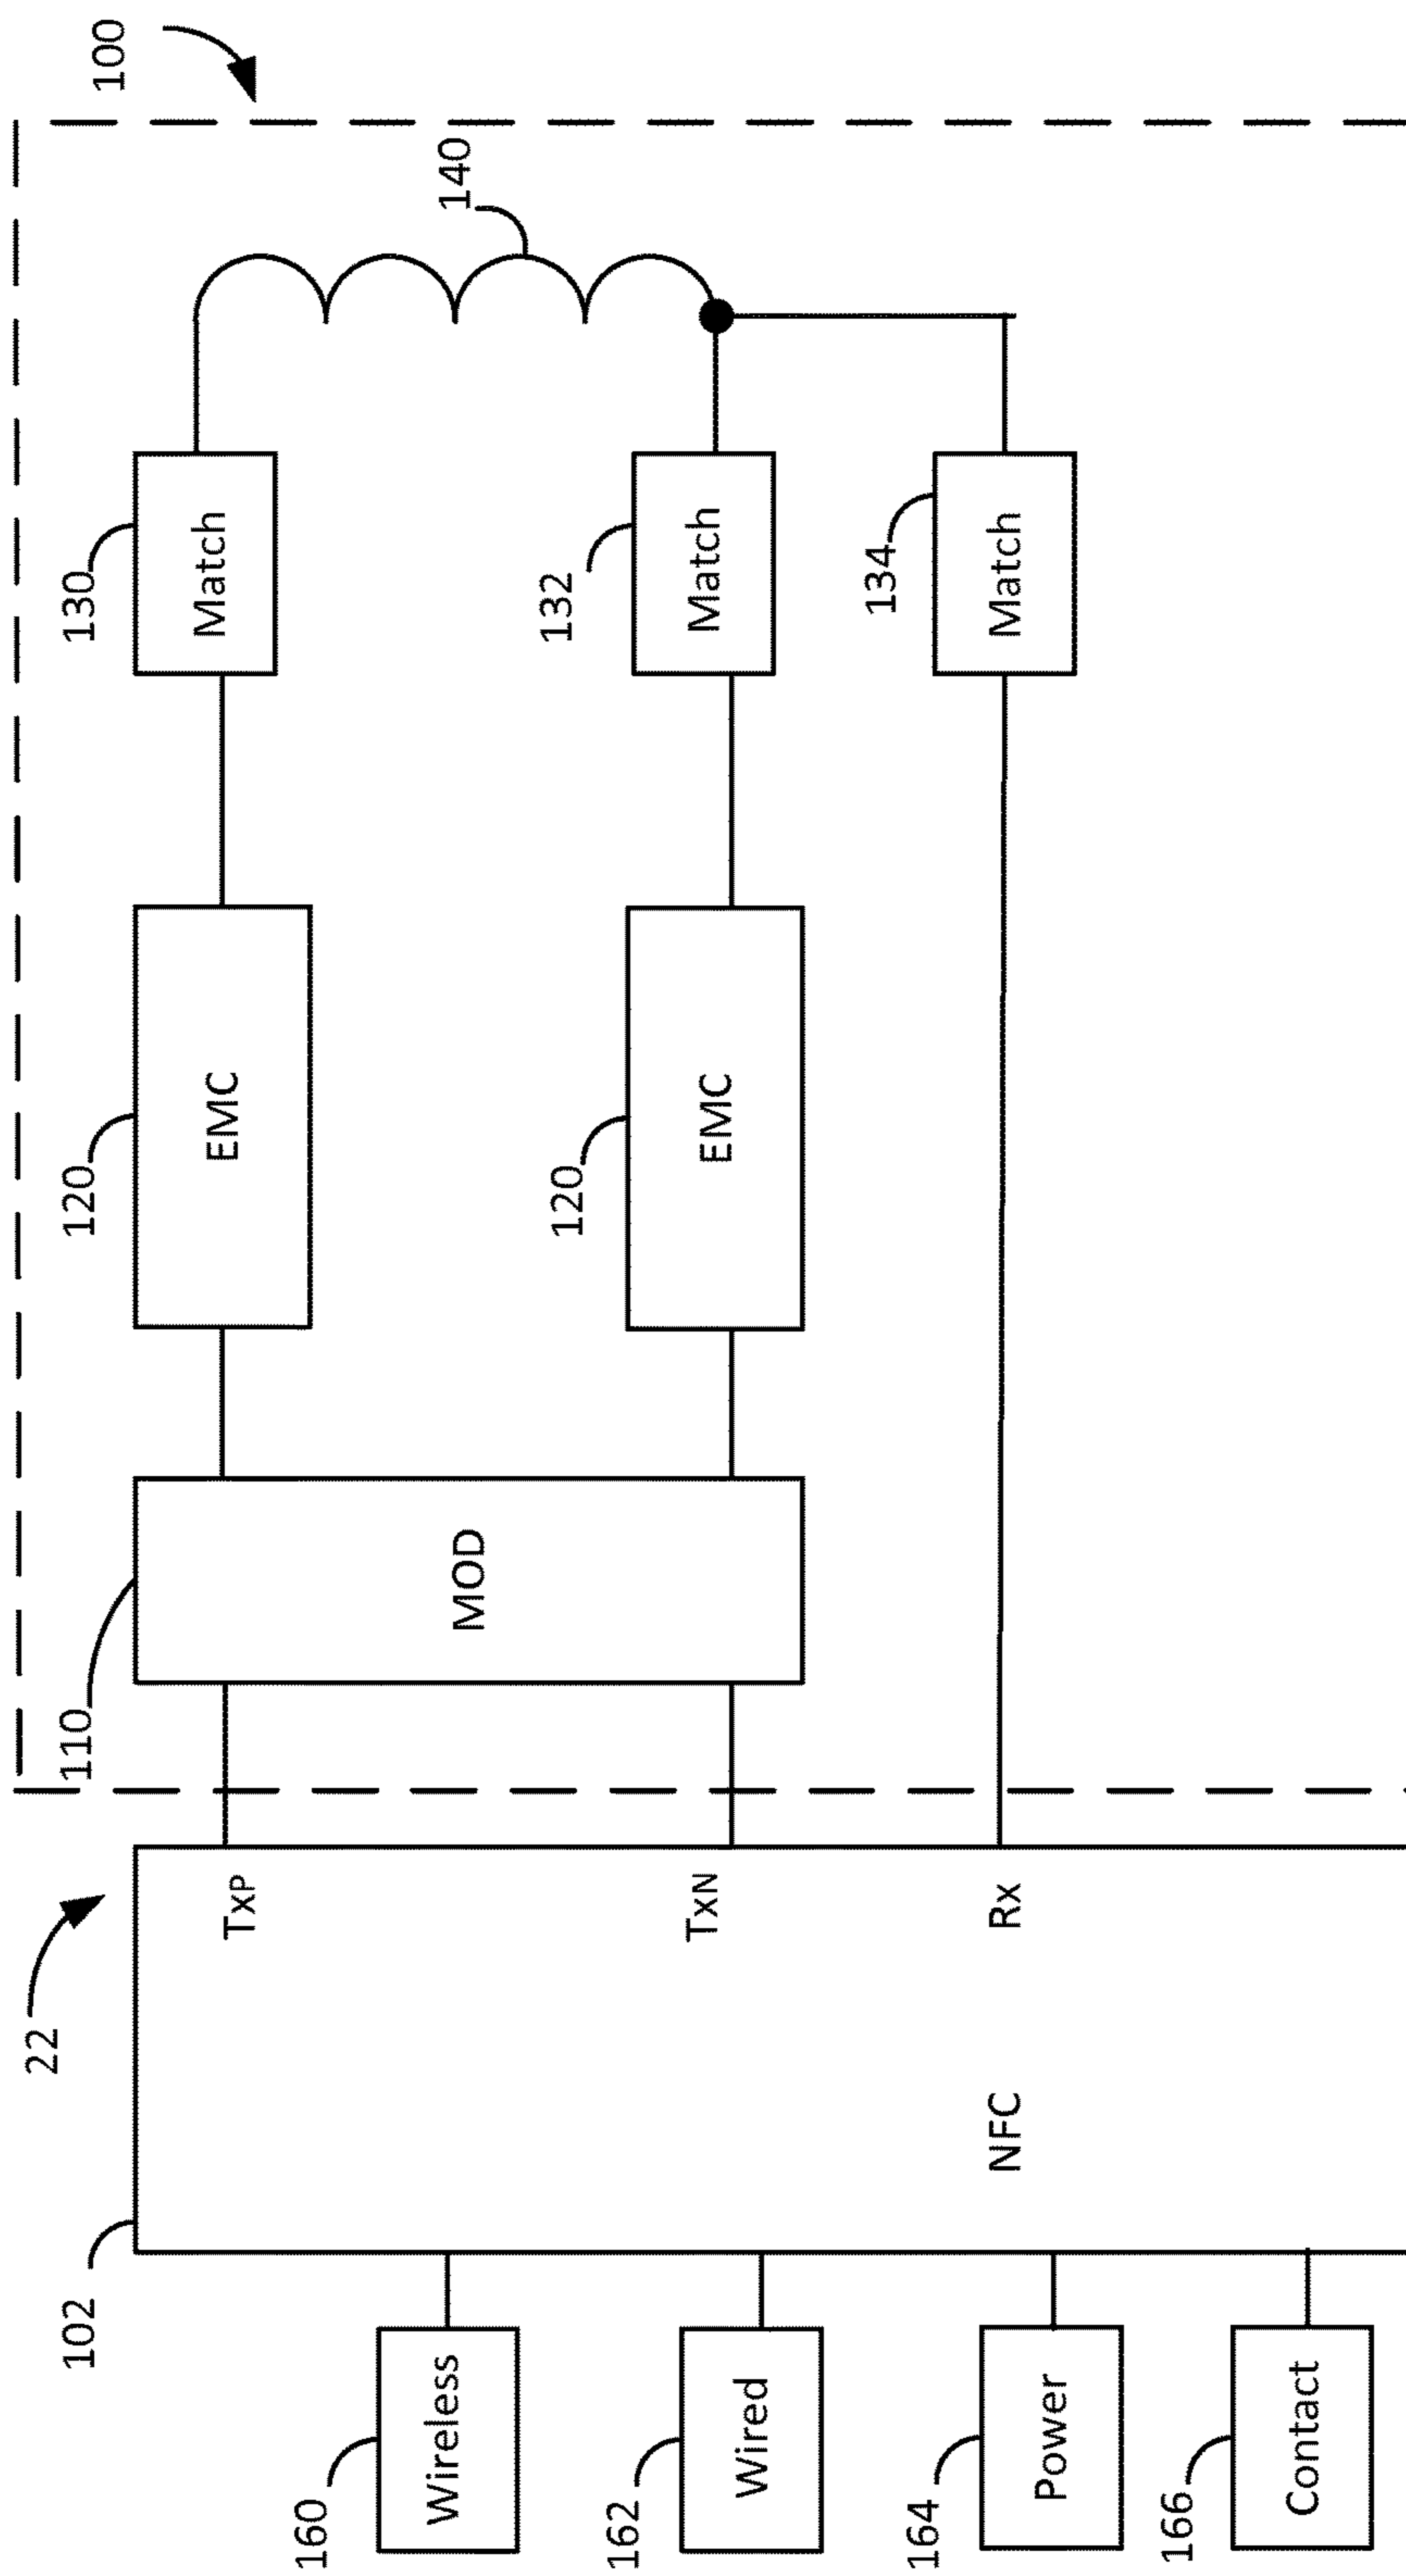 100
140
130
Match
132
Match
134
Match
120
EMC
120
EMC
110
MOD
22
TxP
TxN
Rx
NFC
102
160
Wireless
162
Wired
164
Power
166
Contact